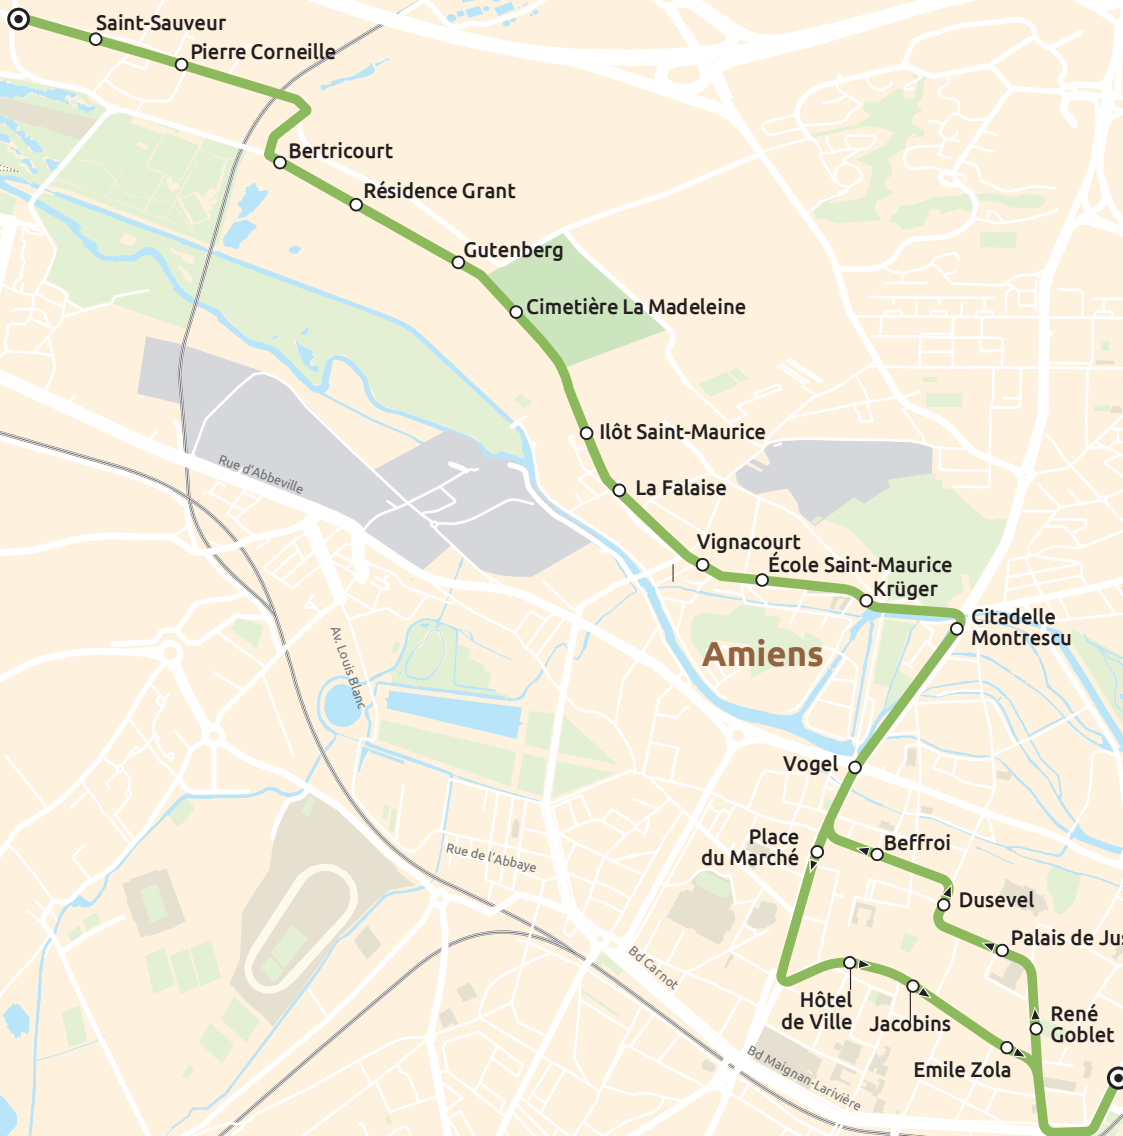 Saint-Sauveur
Pierre Corneille
Bertricourt
Résidence Grant
Gutenberg
Cimetière La Madeleine
Ilôt Saint-Maurice
Rue d'Abbeville
La Falaise
Vignacourt
École Saint-Maurice
Krüger
Citadelle
Montrescu
Amiens
Av. Louis Blanc
Vogel
Place
du Marché
Beffroi
Rue de l'Abbaye
Dusevel
Palais de Jus
Bd Carnot
Hôtel
de Ville
Jacobins
René
Goblet
Emile Zola
Bd Maignan-Larivière